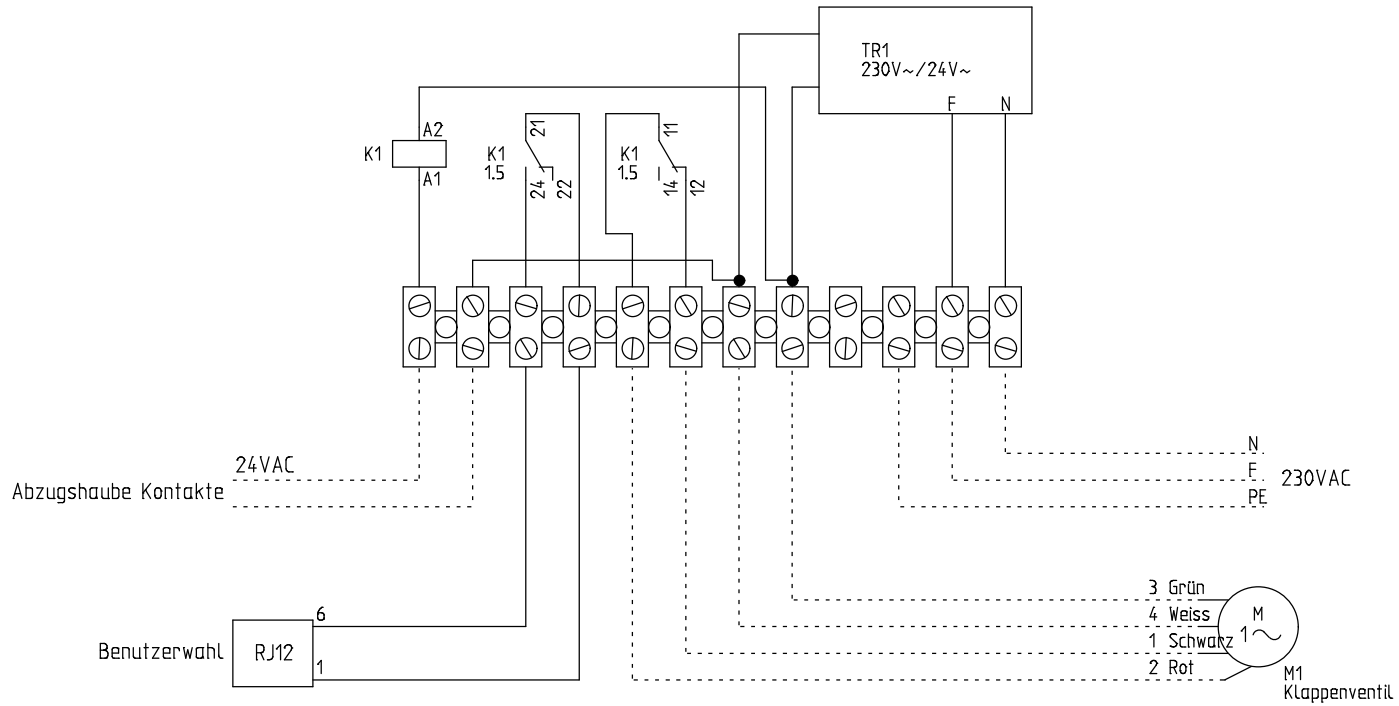 TR1
230V~/24V~
F
N
A2
K1
A1
21
K1
1.5
24
22
11
K1
1.5
14
12
24VAC
Abzugshaube Kontakte
N
F
PE
230VAC
6
1
Benutzerwahl
RJ12
3 Grün
4 Weiss
1 Schwarz
2 Rot
M
1~
M1
Klappenventil